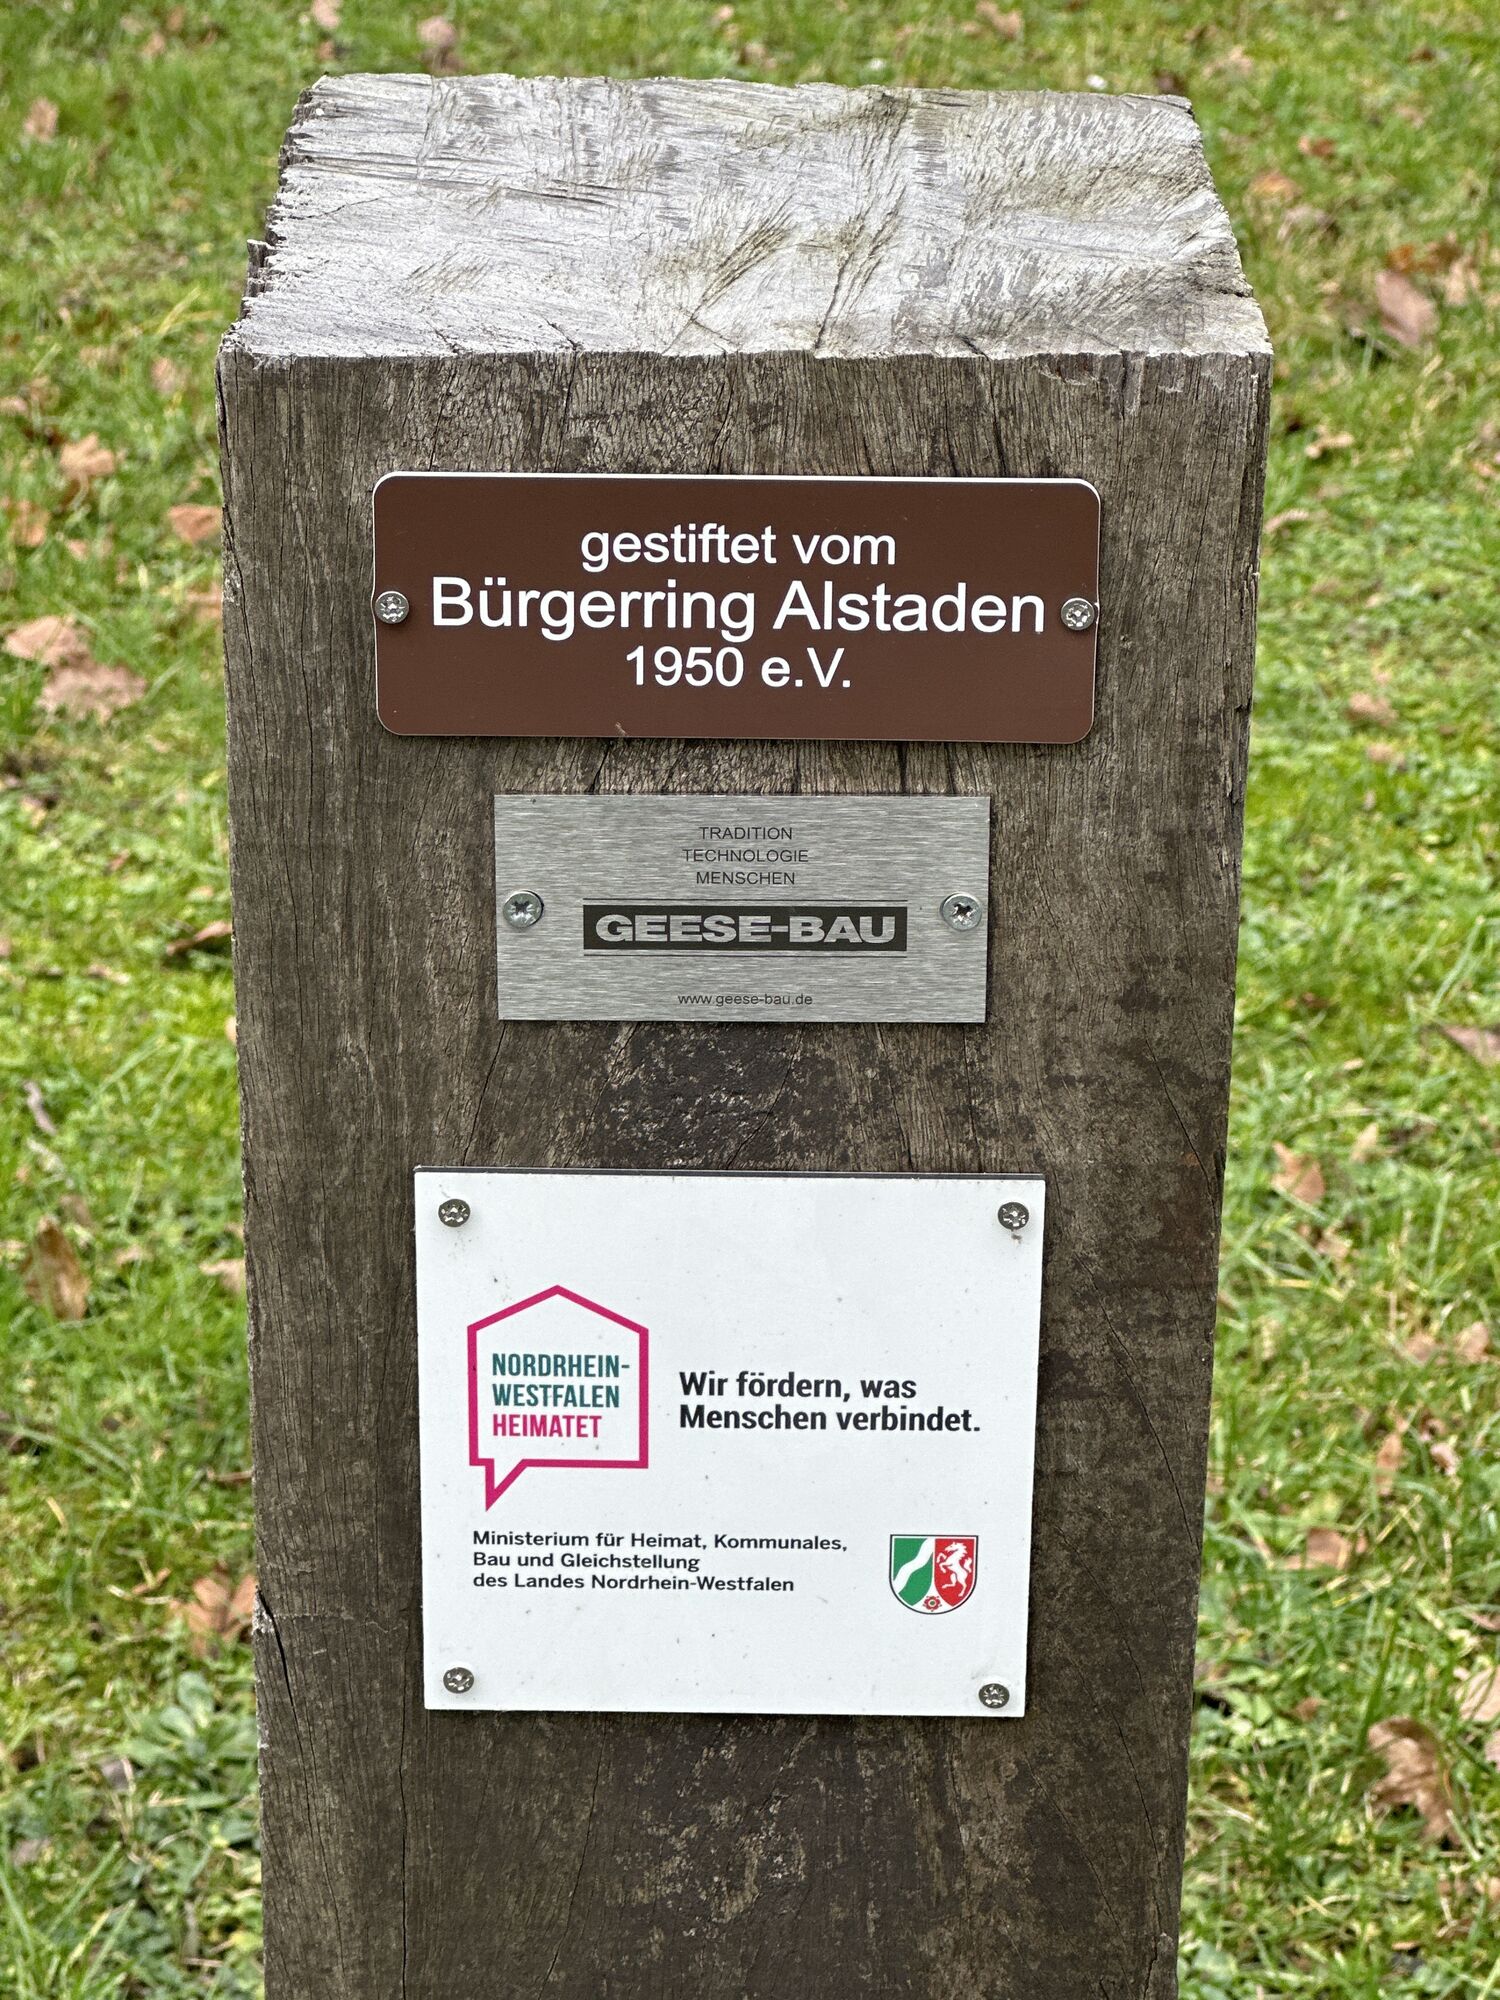 gestiftet vom
Bürgerring Alstaden
1950 e.V.
TRADITION
TECHNOLOGIE
MENSCHEN
GEESE-BAU
www.geese-bau.de
NORDRHEIN-
WESTFALEN
HEIMATET
Wir fördern, was
Menschen verbindet.
Ministerium für Heimat, Kommunales,
Bau und Gleichstellung
des Landes Nordrhein-Westfalen